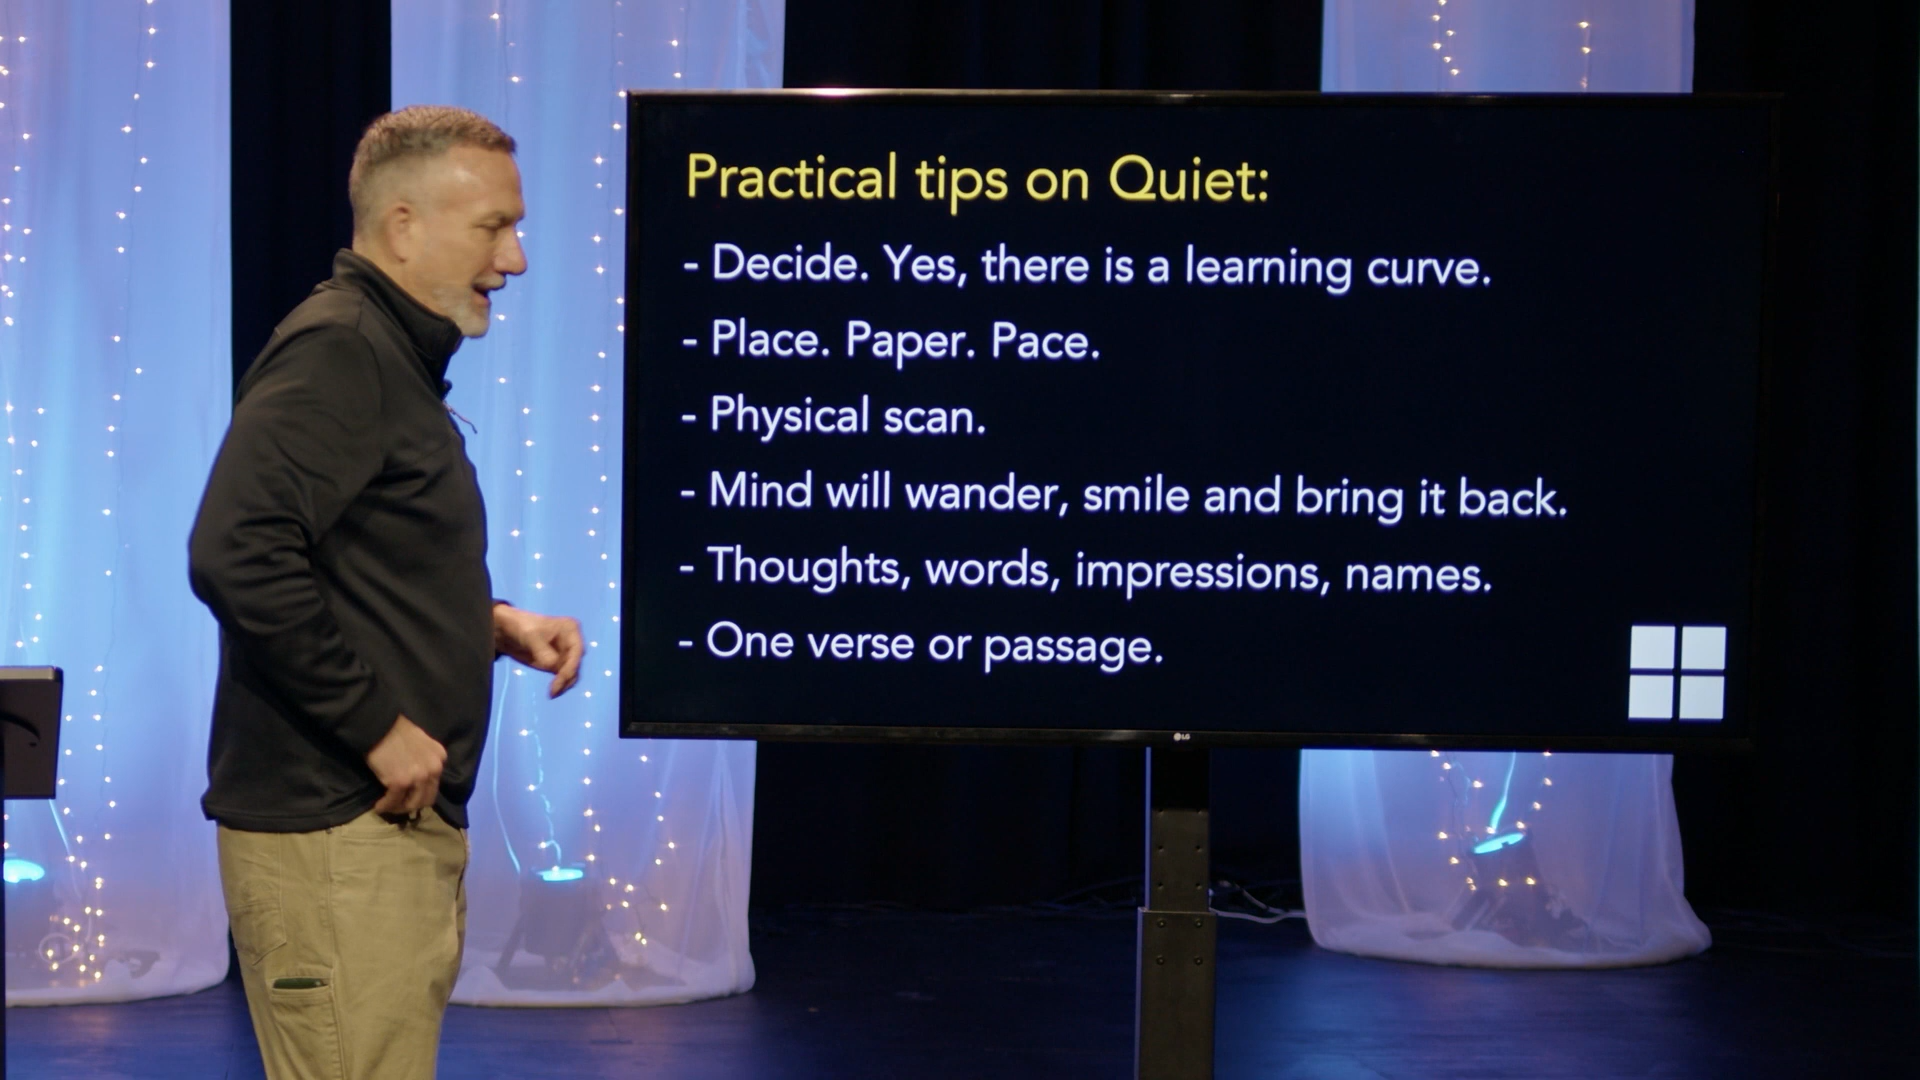 Practical tips on Quiet:
- Decide. Yes, there is a learning curve.
- Place. Paper. Pace.
- Physical scan.
- Mind will wander, smile and bring it back.
- Thoughts, words, impressions, names.
- One verse or passage.
LG